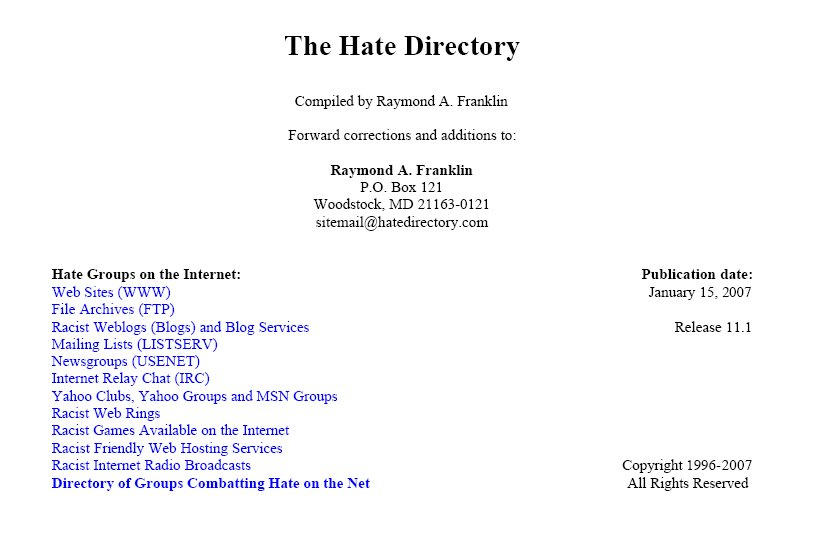 The Hate Directory
Compiled by Raymond A. Franklin
Forward corrections and additions to:
Raymond A. Franklin
P.O. Box 121
Woodstock, MD 21163-0121
sitemail@hatedirectory.com
Hate Groups on the Internet:
Web Sites (WWW)
File Archives (FTP)
Racist Weblogs (Blogs) and Blog Services
Mailing Lists (LISTSERV)
Newsgroups (USENET)
Internet Relay Chat (IRC)
Yahoo Clubs, Yahoo Groups and MSN Groups
Racist Web Rings
Racist Games Available on the Internet
Racist Friendly Web Hosting Services
Racist Internet Radio Broadcasts
Directory of Groups Combatting Hate on the Net
Publication date:
January 15, 2007
Release 11.1
Copyright 1996-2007
All Rights Reserved